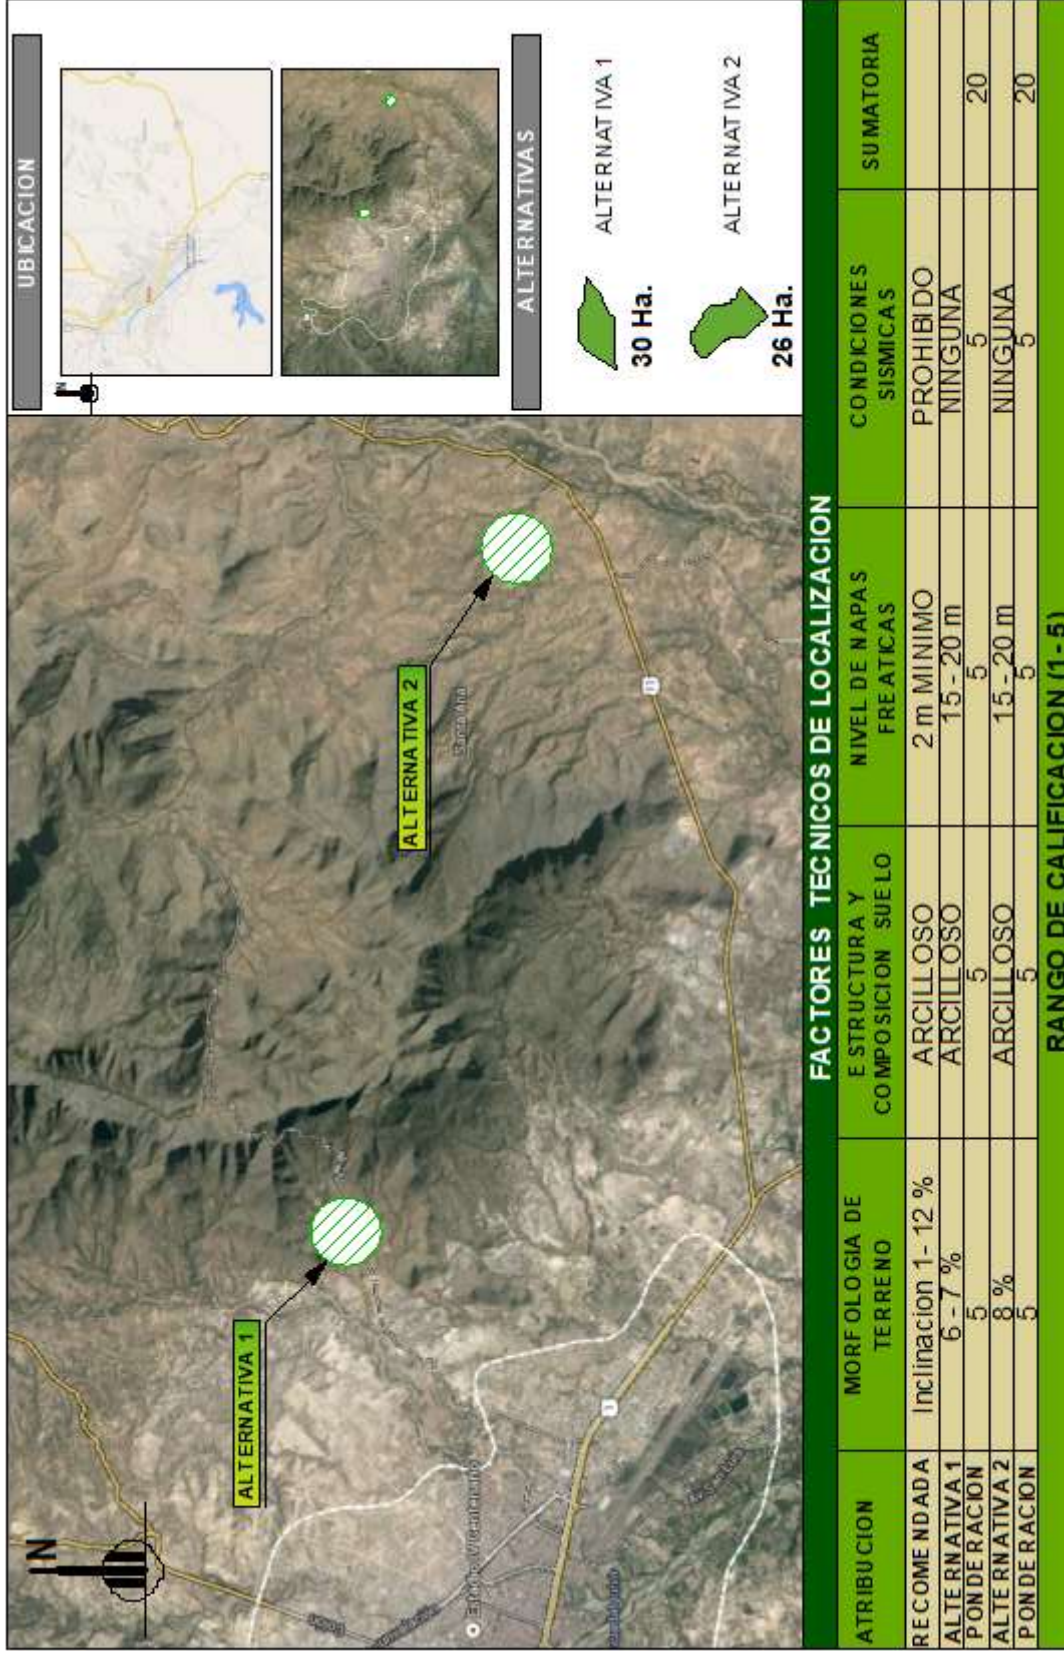 UBICACION
N
ALTERNATIVAS
ALTERNATIVA 1
30 Ha.
ALTERNATIVA 2
26 Ha.
N
ALTERNATIVA 1
ALTERNATIVA 2
Santa Ana
FACTORES TECNICOS DE LOCALIZACION
ATRIBUCION
MORFOLOGIA DE
TERRENO
ESTRUCTURA Y
COMPOSICION SUELO
NIVEL DE NAPAS
FREATICAS
CONDICIONES
SISMICAS
SUMATORIA
RECOMENDADA Inclinacion 1- 12 % ARCILLOSO 2 m MINIMO PROHIBIDO
ALTERNATIVA 1 6 - 7 % ARCILLOSO 15 - 20 m NINGUNA
PONDERACION 5 5 5 5 20
ALTERNATIVA 2 8 % ARCILLOSO 15 - 20 m NINGUNA
PONDERACION 5 5 5 5 20
RANGO DE CALIFICACION (1- 5)